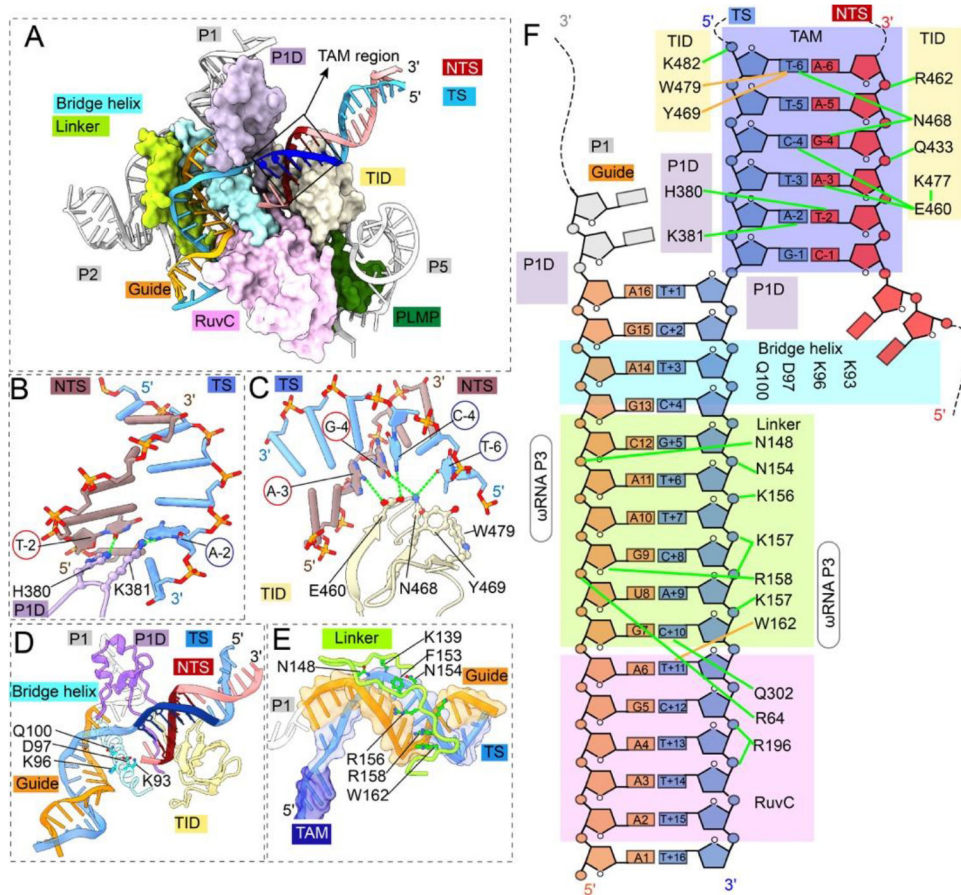 A
P1
P1D
TAM region
3'
NTS
5'
TS
Bridge helix
Linker
TID
P2
Guide
RuvC
P5
PLMP
B
NTS
5'
TS
3'
T-2
A-2
5'
H380
K381
3'
P1D
C
TS
3'
NTS
G-4
C-4
T-6
3'
A-3
5'
W479
TID
E460
N468
Y469
D
P1
P1D
TS
5'
NTS
3'
Bridge helix
Q100
D97
K96
K93
Guide
TID
E
Linker
K139
N148
F153
N154
Guide
P1
TS
R156
R158
W162
5'
TAM
F
3'
5'
TS
NTS
3'
TID
TAM
TID
K482
T-6
A-6
R462
W479
Y469
T-5
A-5
N468
C-4
G-4
Q433
P1
Guide
P1D
T-3
A-3
K477
H380
E460
A-2
T-2
K381
G-1
C-1
P1D
P1D
A16
T+1
G15
C+2
Bridge helix
A14
T+3
Q100
D97
K96
K93
G13
C+4
5'
Linker
C12
G+5
N148
A11
T+6
N154
K156
A10
T+7
ωRNA P3
G9
C+8
K157
R158
U8
A+9
K157
ωRNA P3
G7
C+10
W162
A6
T+11
Q302
G5
C+12
R64
A4
T+13
R196
A3
T+14
RuvC
A2
T+15
A1
T+16
5'
3'